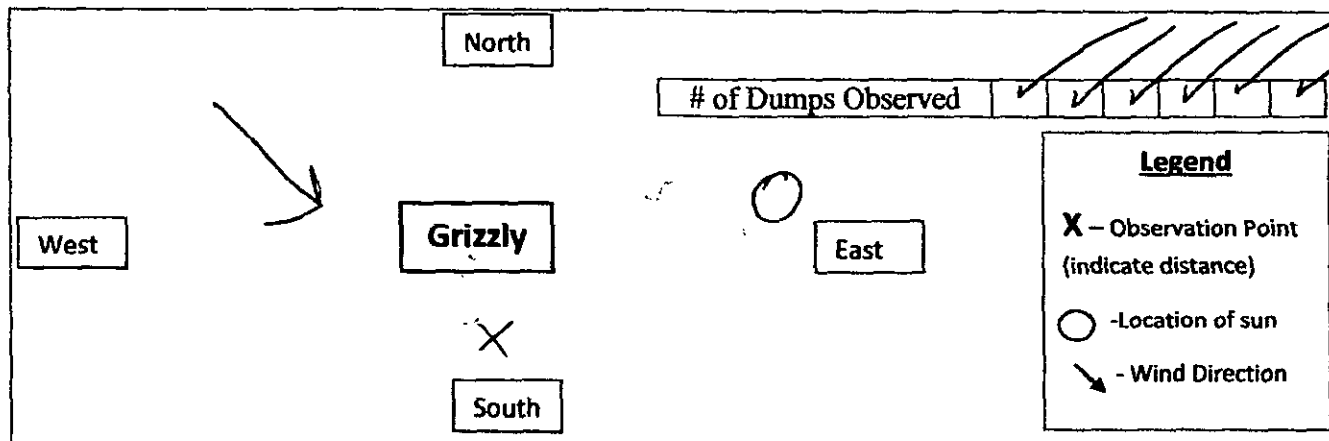 North
# of Dumps Observed ✓ ✓ ✓ ✓ ✓ ✓
Legend
X – Observation Point
(indicate distance)
West
Grizzly
East
-Location of sun
X
- Wind Direction
South